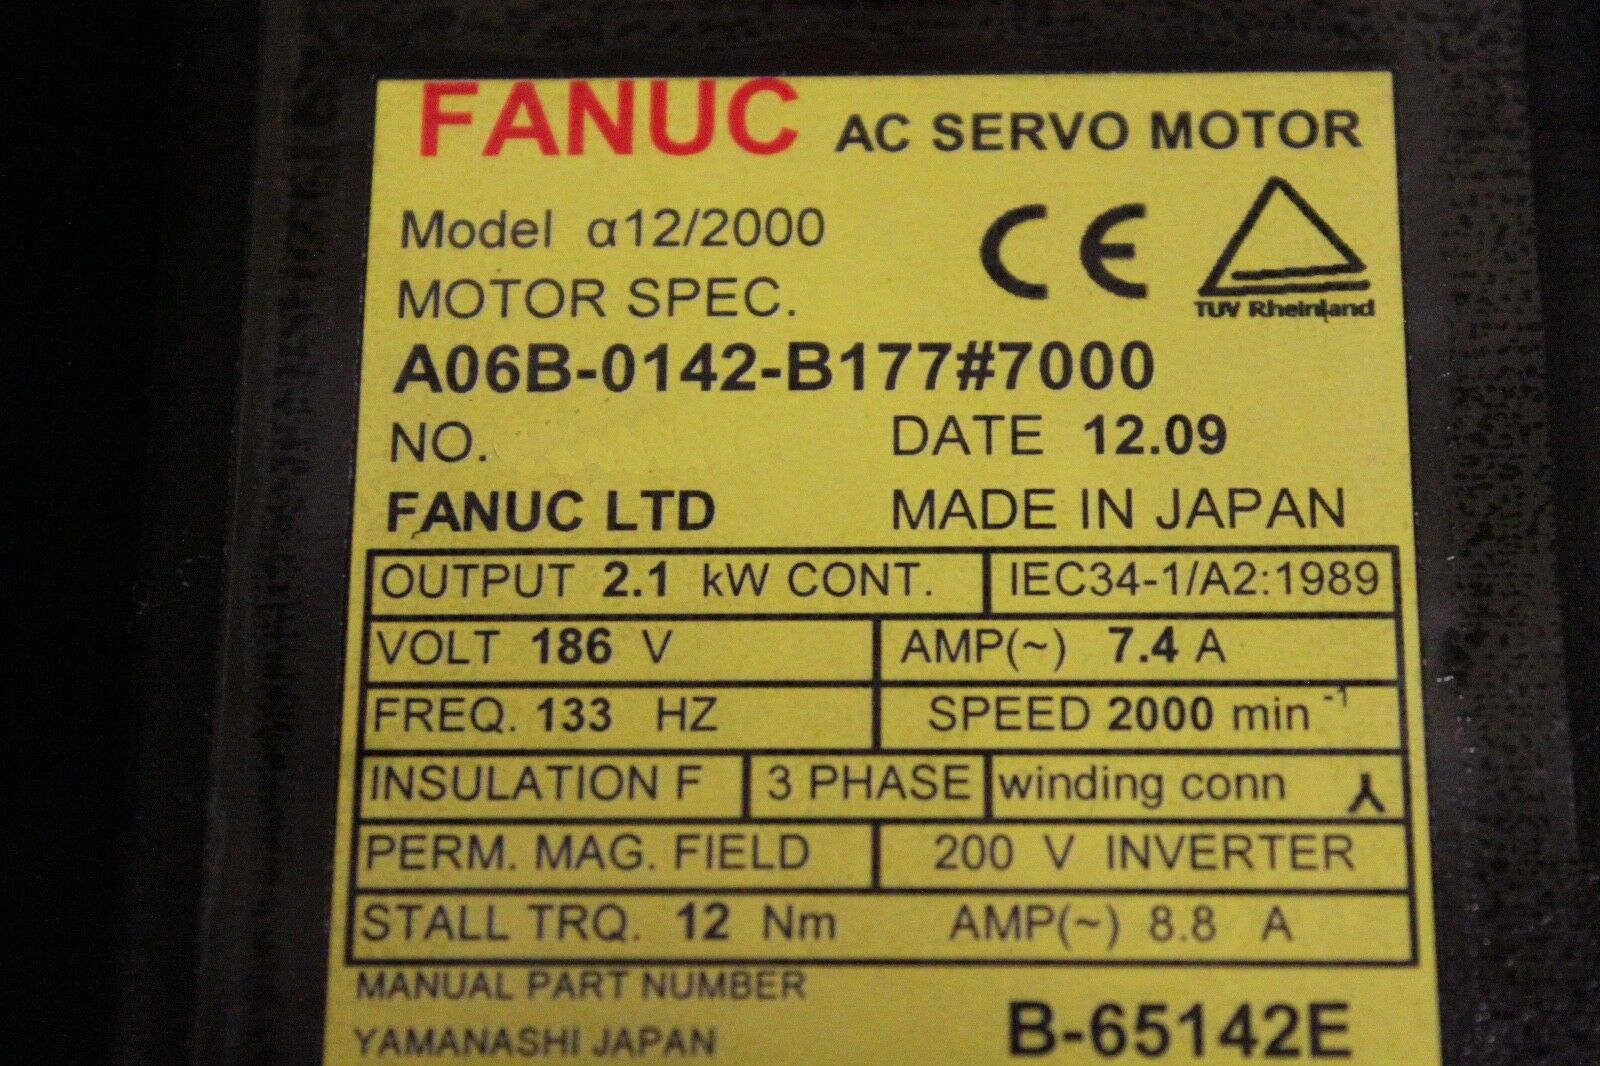 FANUC AC SERVO MOTOR
Model α12/2000
CE
TUV Rheinland
MOTOR SPEC.
A06B-0142-B177#7000
NO. DATE 12.09
FANUC LTD MADE IN JAPAN
OUTPUT 2.1 kW CONT. IEC34-1/A2:1989
VOLT 186 V AMP(~) 7.4 A
FREQ. 133 HZ SPEED 2000 min⁻¹
INSULATION F 3 PHASE winding conn
PERM. MAG. FIELD 200 V INVERTER
STALL TRQ. 12 Nm AMP(~) 8.8 A
MANUAL PART NUMBER
YAMANASHI JAPAN B-65142E